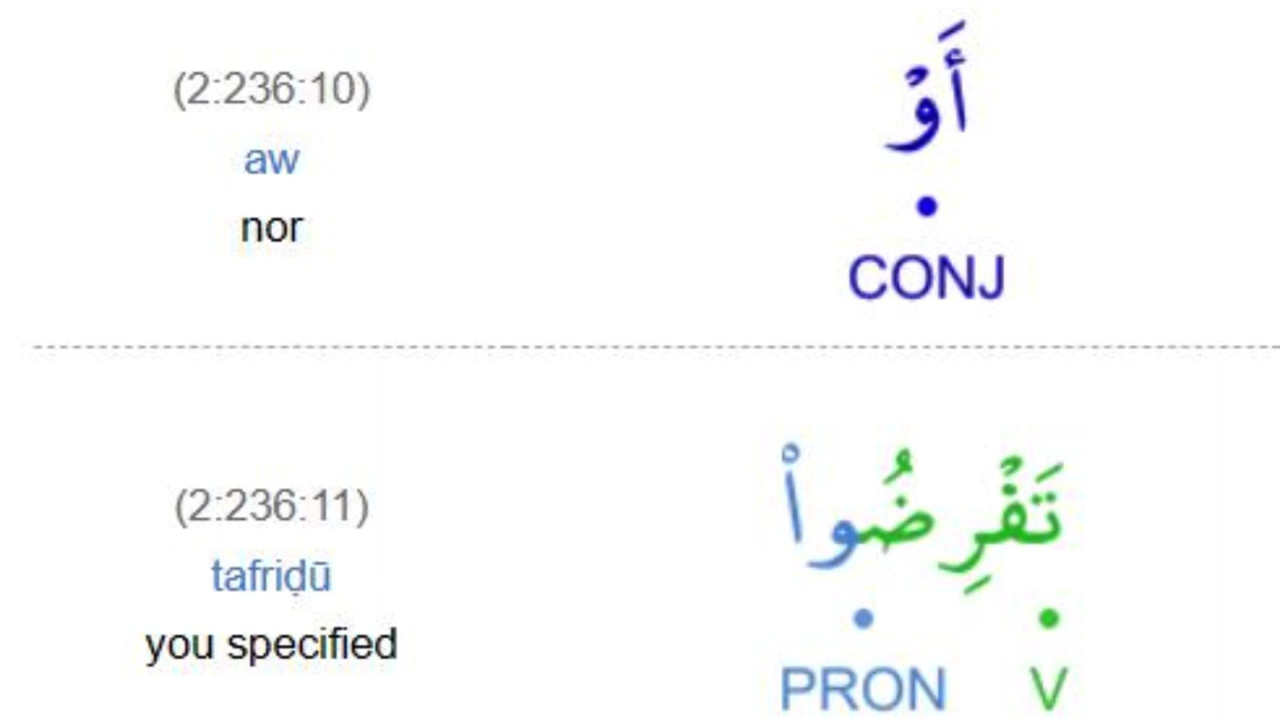 (2:236:10)
aw
nor
أَوۡ
CONJ
(2:236:11)
tafriḍū
you specified
تَفۡرِضُواْ
PRON V